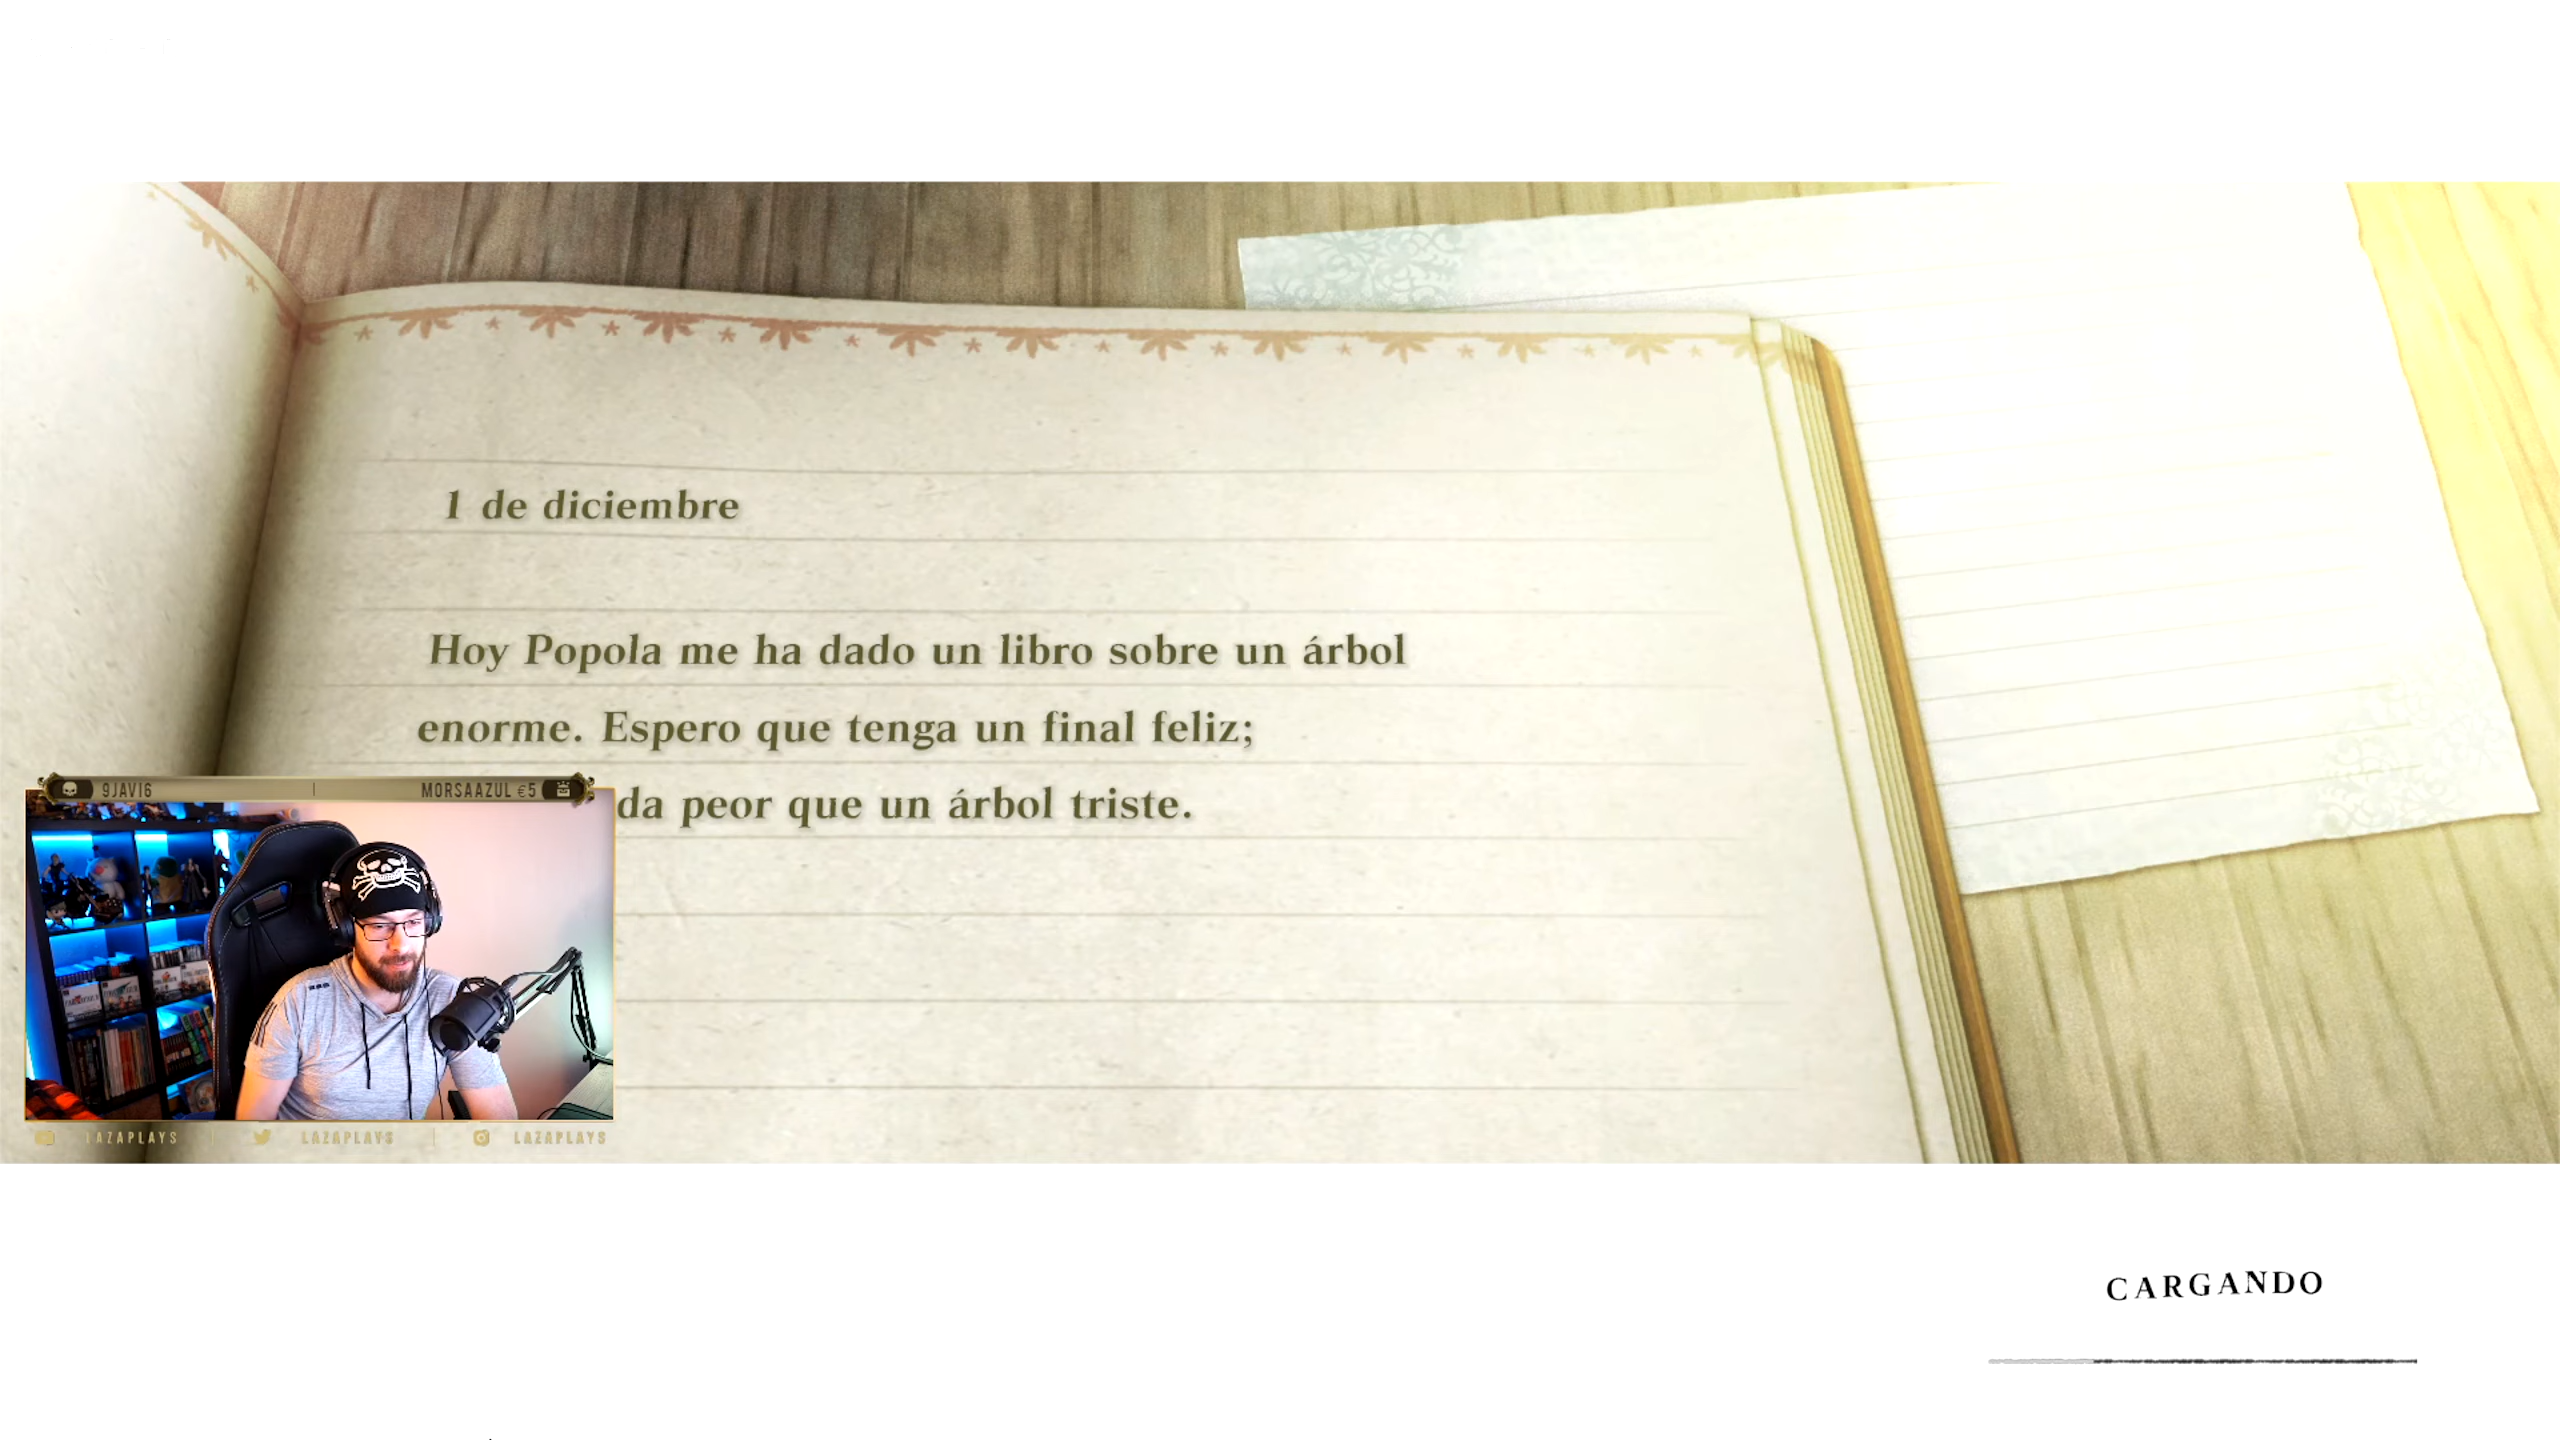 1 de diciembre
Hoy Popola me ha dado un libro sobre un árbol
enorme. Espero que tenga un final feliz;
da peor que un árbol triste.
9JAVI6 | MORSAAZUL €5
LAZAPLAYS | LAZAPLAYS | LAZAPLAYS
CARGANDO